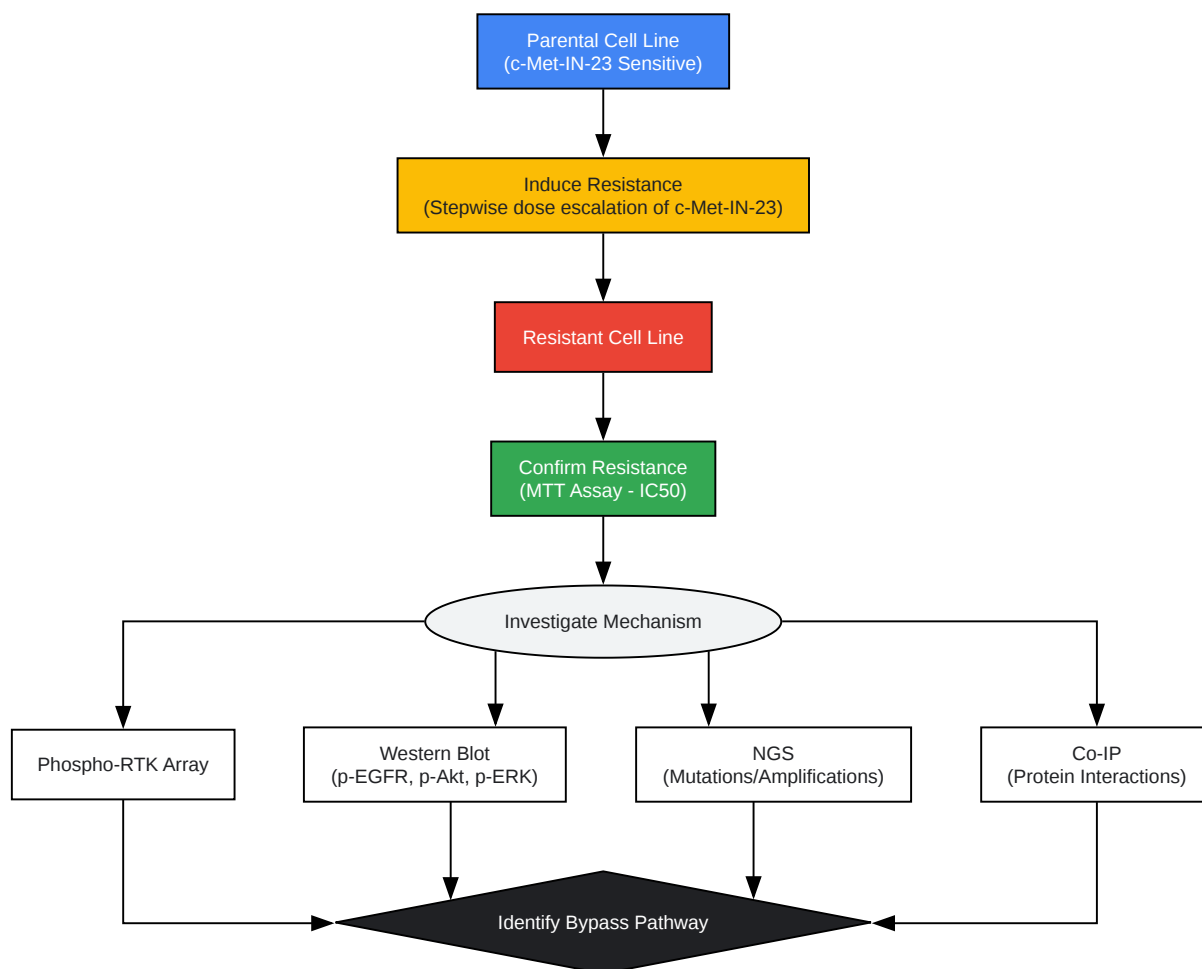 Parental Cell Line
(c-Met-IN-23 Sensitive)
Induce Resistance
(Stepwise dose escalation of c-Met-IN-23)
Resistant Cell Line
Confirm Resistance
(MTT Assay - IC50)
Investigate Mechanism
Phospho-RTK Array
Western Blot
(p-EGFR, p-Akt, p-ERK)
NGS
(Mutations/Amplifications)
Co-IP
(Protein Interactions)
Identify Bypass Pathway